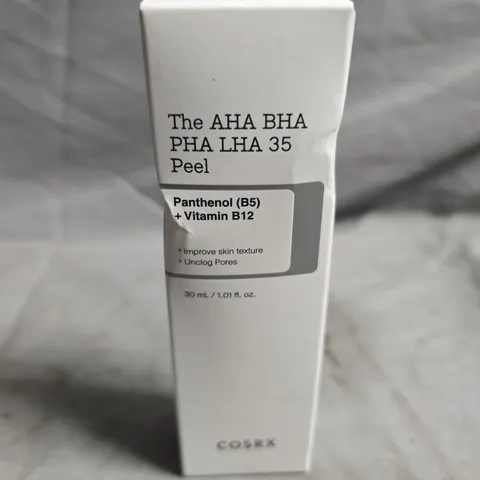 The AHA BHA
PHA LHA 35
Peel
Panthenol (B5)
+ Vitamin B12
• Improve skin texture
• Unclog Pores
30 mL / 1.01 fl. oz.
COSRX